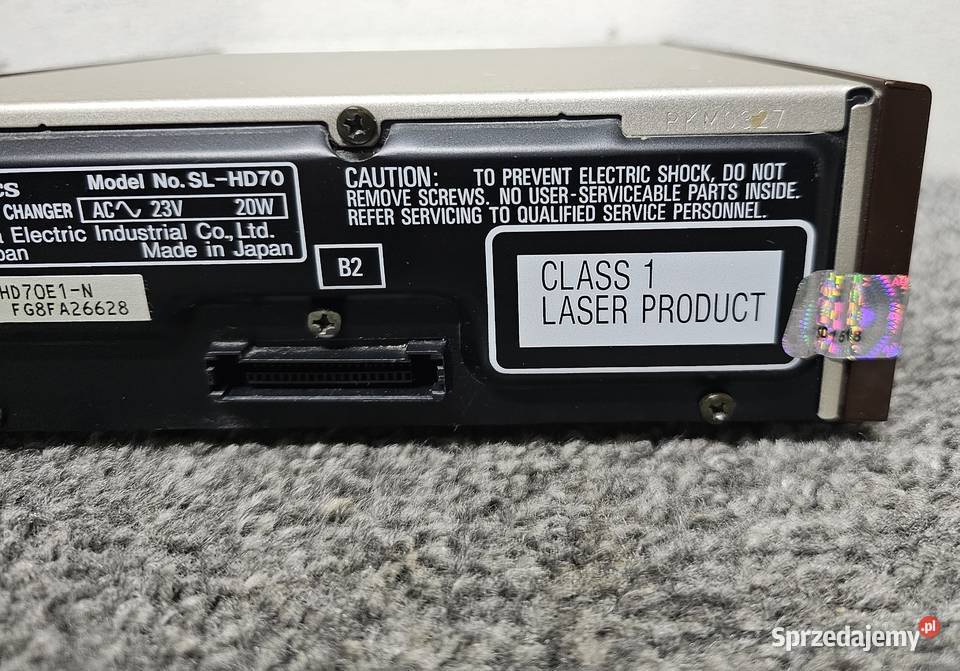 RKM0327
CS
Model No. SL-HD70
CHANGER
AC 23V 20W
Electric Industrial Co., Ltd.
Made in Japan
CAUTION: TO PREVENT ELECTRIC SHOCK, DO NOT
REMOVE SCREWS. NO USER-SERVICEABLE PARTS INSIDE.
REFER SERVICING TO QUALIFIED SERVICE PERSONNEL.
B2
HD70E1-N
FG8FA26628
CLASS 1
LASER PRODUCT
Sprzedajemy.pl